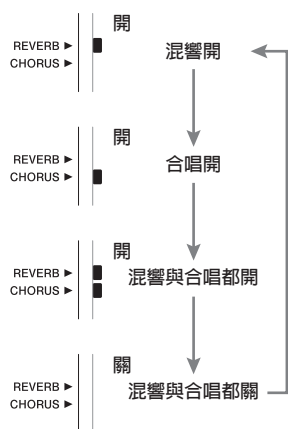 開
REVERB ► 混響開
CHORUS ►
開
REVERB ► 合唱開
CHORUS ►
開
REVERB ► 混響與合唱都開
CHORUS ►
關
REVERB ► 混響與合唱都關
CHORUS ►